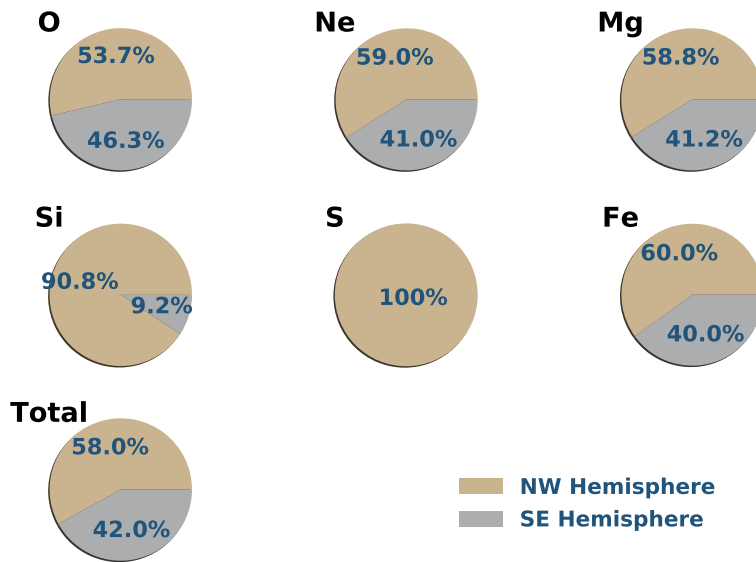 O
Ne
Mg
53.7%
59.0%
58.8%
46.3%
41.0%
41.2%
Si
S
Fe
90.8%
9.2%
100%
60.0%
40.0%
Total
58.0%
42.0%
NW Hemisphere
SE Hemisphere